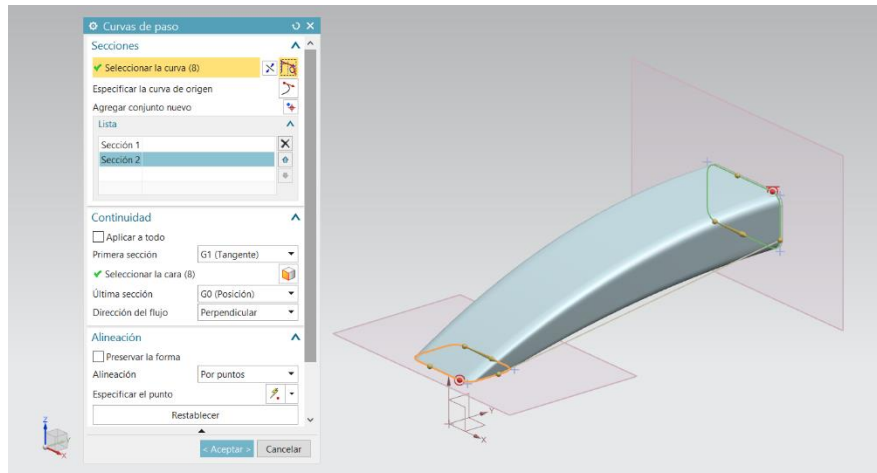 Curvas de paso
Secciones
Seleccionar la curva (8)
Especificar la curva de origen
Agregar conjunto nuevo
Lista
Sección 1
Sección 2
Continuidad
Aplicar a todo
Primera sección G1 (Tangente)
Seleccionar la cara (8)
Última sección G0 (Posición)
Dirección del flujo Perpendicular
Alineación
Preservar la forma
Alineación Por puntos
Especificar el punto
Restablecer
< Aceptar > Cancelar
Z
Y
X
Y
X